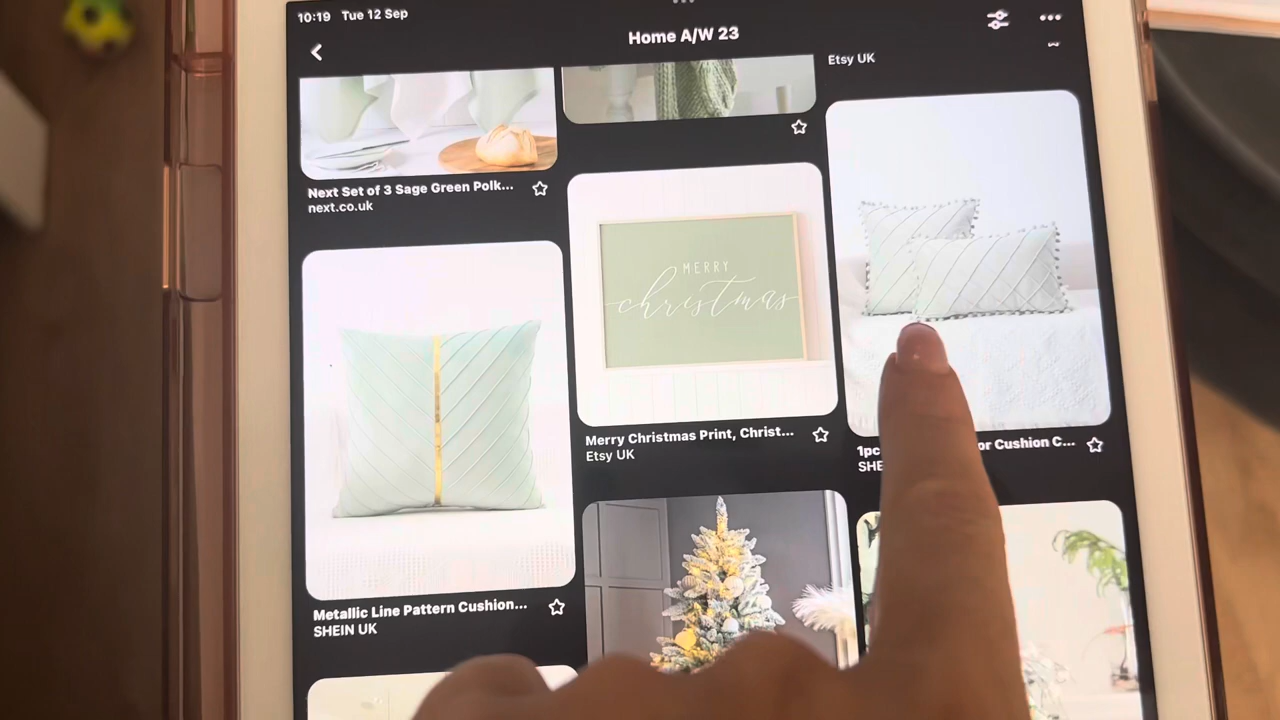 10:19 Tue 12 Sep
Home A/W 23
Etsy UK
Next Set of 3 Sage Green Polk...
next.co.uk
MERRY
christmas
Merry Christmas Print, Christ...
Etsy UK
1pc
or Cushion C...
SHE
Metallic Line Pattern Cushion...
SHEIN UK